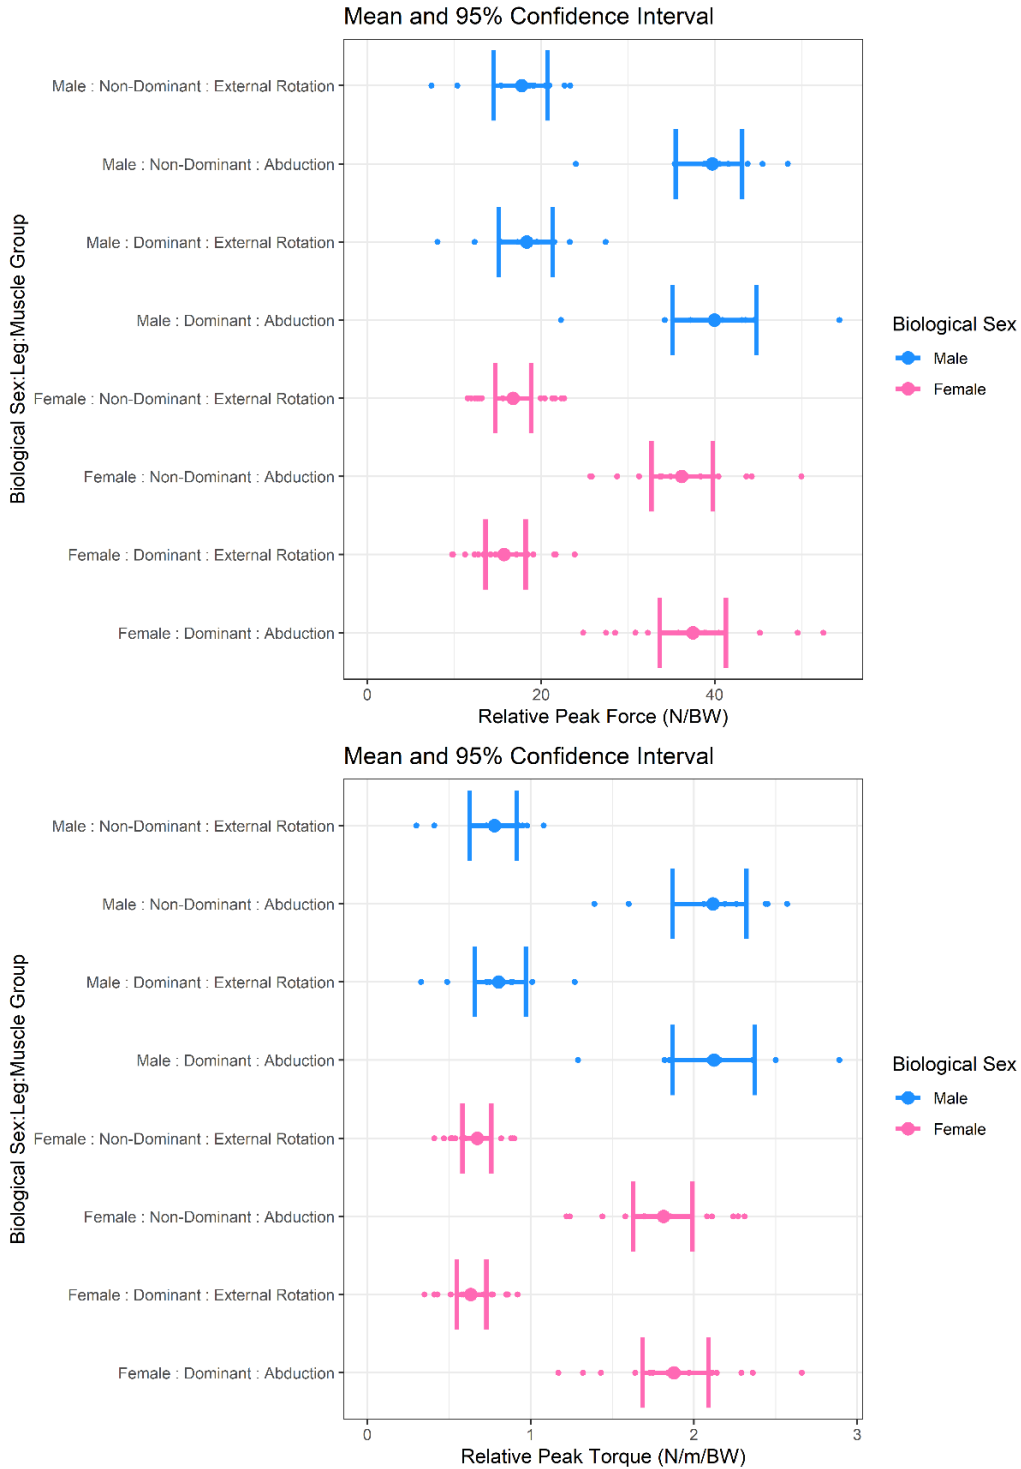 Mean and 95% Confidence Interval
Male : Non-Dominant : External Rotation
Male : Non-Dominant : Abduction
Male : Dominant : External Rotation
Male : Dominant : Abduction
Female : Non-Dominant : External Rotation
Female : Non-Dominant : Abduction
Female : Dominant : External Rotation
Female : Dominant : Abduction
Biological Sex:Leg:Muscle Group
0 20 40
Relative Peak Force (N/BW)
Biological Sex
Male
Female
Mean and 95% Confidence Interval
Male : Non-Dominant : External Rotation
Male : Non-Dominant : Abduction
Male : Dominant : External Rotation
Male : Dominant : Abduction
Female : Non-Dominant : External Rotation
Female : Non-Dominant : Abduction
Female : Dominant : External Rotation
Female : Dominant : Abduction
Biological Sex:Leg:Muscle Group
0 1 2 3
Relative Peak Torque (N/m/BW)
Biological Sex
Male
Female